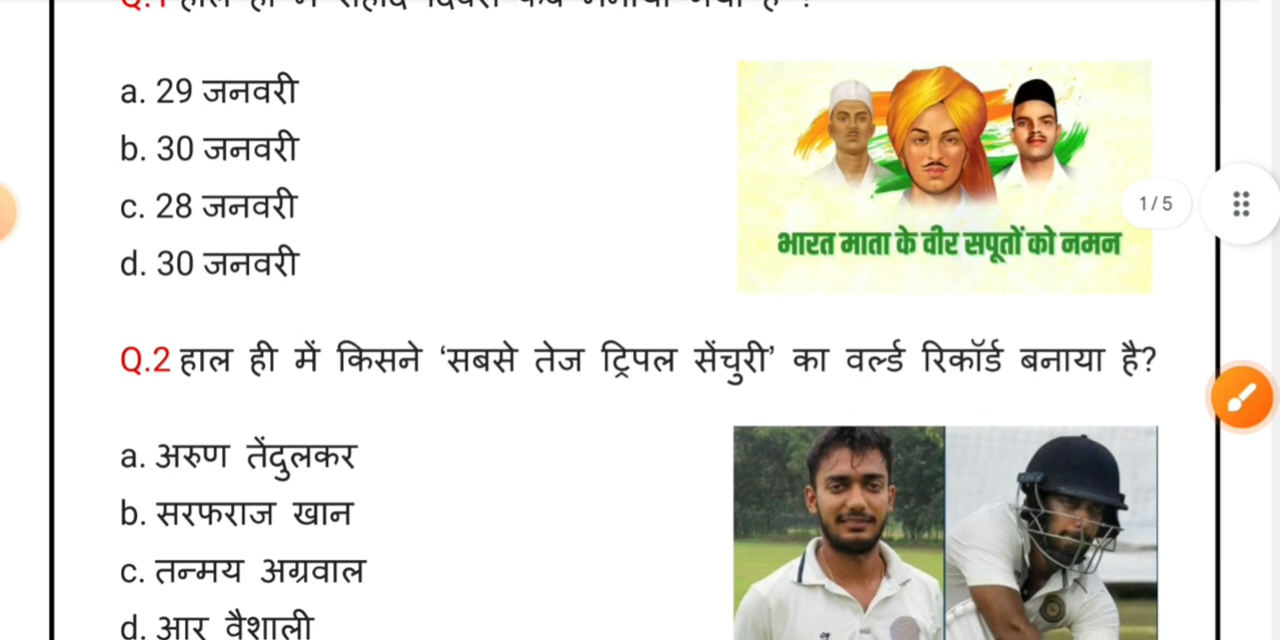 a. 29 जनवरी
b. 30 जनवरी
c. 28 जनवरी
d. 30 जनवरी
भारत माता के वीर सपूतों को नमन
1/5
Q.2 हाल ही में किसने ‘सबसे तेज ट्रिपल सेंचुरी’ का वर्ल्ड रिकॉर्ड बनाया है?
a. अरुण तेंदुलकर
b. सरफराज खान
c. तन्मय अग्रवाल
d. आर वैशाली